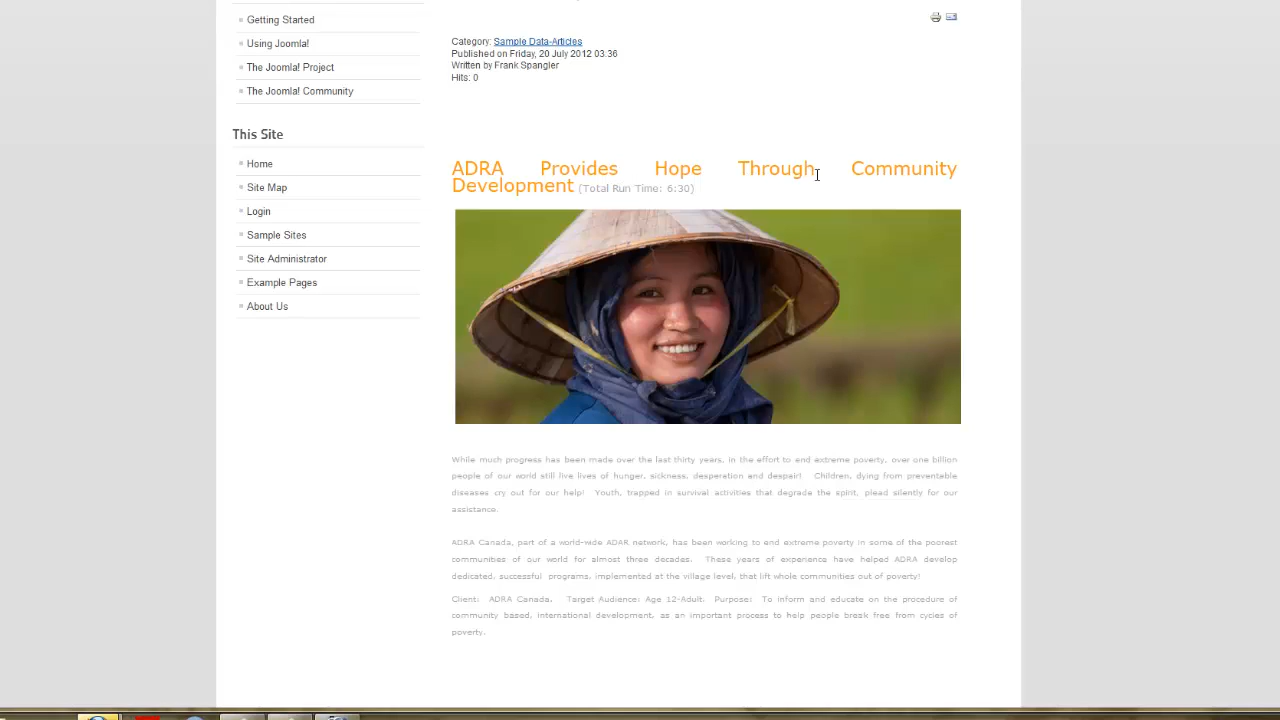 Getting Started
Using Joomla!
The Joomla! Project
The Joomla! Community
This Site
Home
Site Map
Login
Sample Sites
Site Administrator
Example Pages
About Us
Category: Sample Data-Articles
Published on Friday, 20 July 2012 03:36
Written by Frank Spangler
Hits: 0
ADRA Provides Hope Through Community
Development (Total Run Time: 6:30)
While much progress has been made over the last thirty years, in the effort to end extreme poverty, over one billion
people of our world still live lives of hunger, sickness, desperation and despair! Children, dying from preventable
diseases cry out for our help! Youth, trapped in survival activities that degrade the spirit, plead silently for our
assistance.
ADRA Canada, part of a world-wide ADAR network, has been working to end extreme poverty in some of the poorest
communities of our world for almost three decades. These years of experience have helped ADRA develop
dedicated, successful programs, implemented at the village level, that lift whole communities out of poverty!
Client: ADRA Canada. Target Audience: Age 12-Adult. Purpose: To inform and educate on the procedure of
community based, international development, as an important process to help people break free from cycles of
poverty.